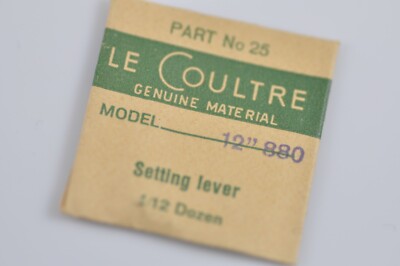 PART No 25
LE COULTRE
GENUINE MATERIAL
MODEL 12" 880
Setting lever
1/12 Dozen